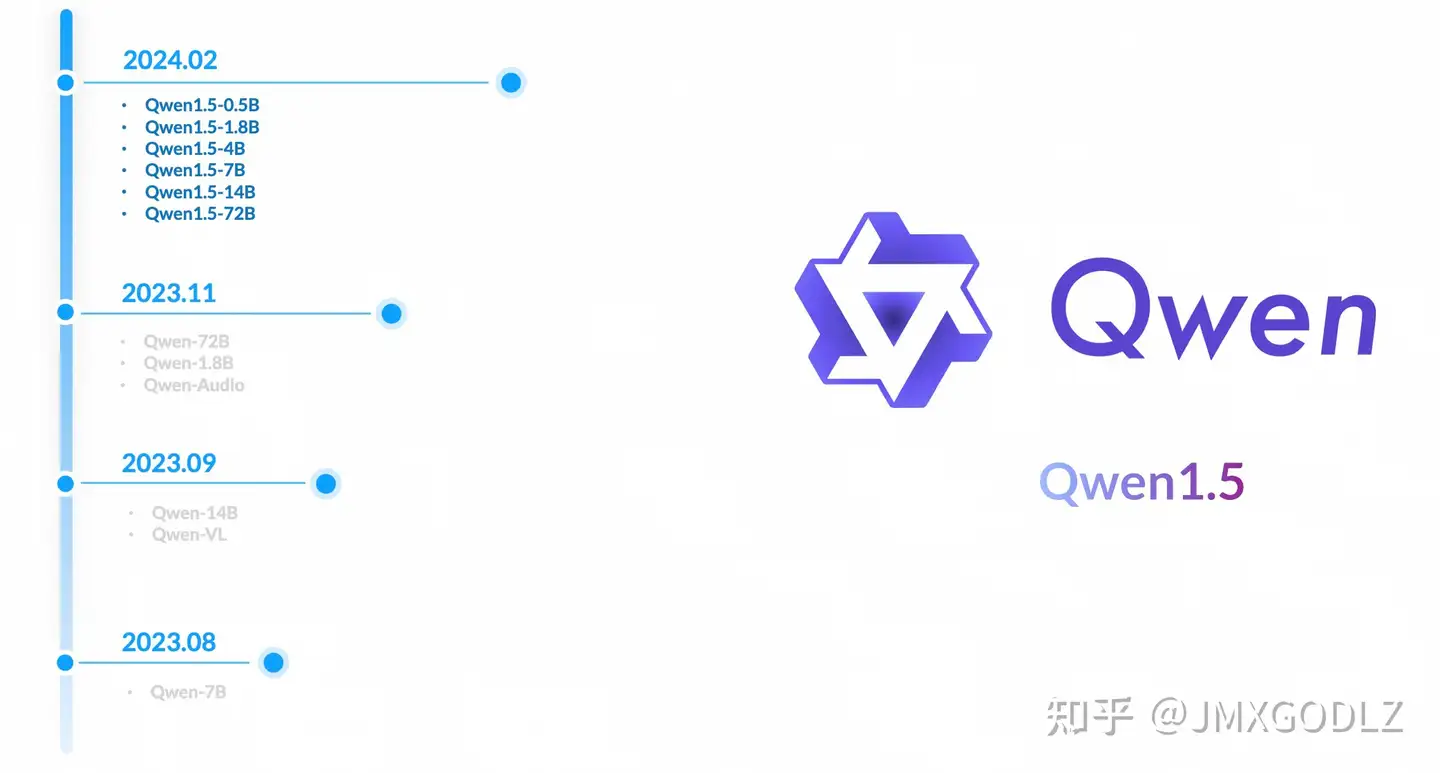 2024.02
• Qwen1.5-0.5B
• Qwen1.5-1.8B
• Qwen1.5-4B
• Qwen1.5-7B
• Qwen1.5-14B
• Qwen1.5-72B
2023.11
• Qwen-72B
• Qwen-1.8B
• Qwen-Audio
2023.09
• Qwen-14B
• Qwen-VL
2023.08
• Qwen-7B
Qwen
Qwen1.5
知乎 @JMXGODLZ